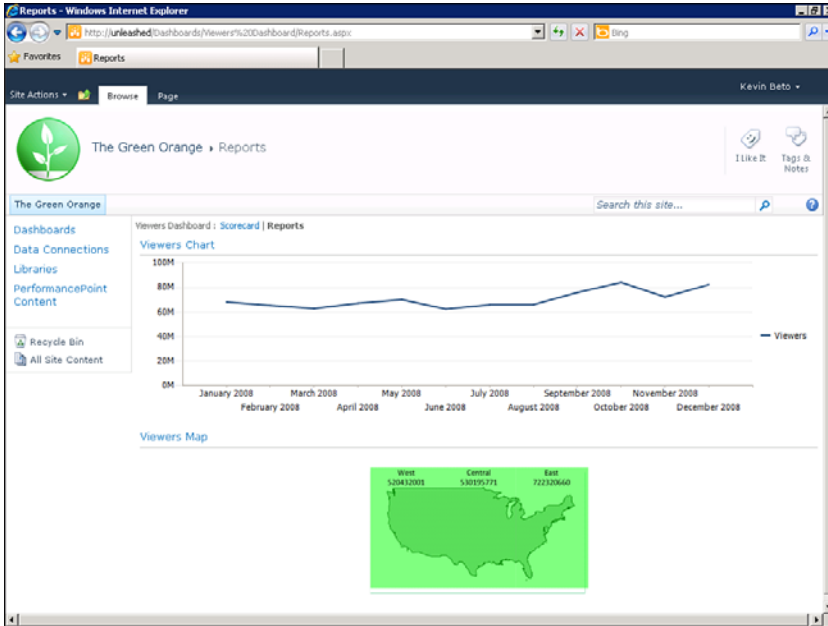 Reports - Windows Internet Explorer
http://unleashed/Dashboards/Viewers%20Dashboard/Reports.aspx
Bing
Favorites
Reports
Site Actions
Browse
Page
Kevin Beto
The Green Orange ▸ Reports
I Like It
Tags & Notes
The Green Orange
Search this site...
Dashboards
Data Connections
Libraries
PerformancePoint
Content
Recycle Bin
All Site Content
Viewers Dashboard : Scorecard | Reports
Viewers Chart
100M
80M
60M
40M
20M
0M
January 2008 March 2008 May 2008 July 2008 September 2008 November 2008
February 2008 April 2008 June 2008 August 2008 October 2008 December 2008
Viewers
Viewers Map
West Central East
520432001 530195771 722320660